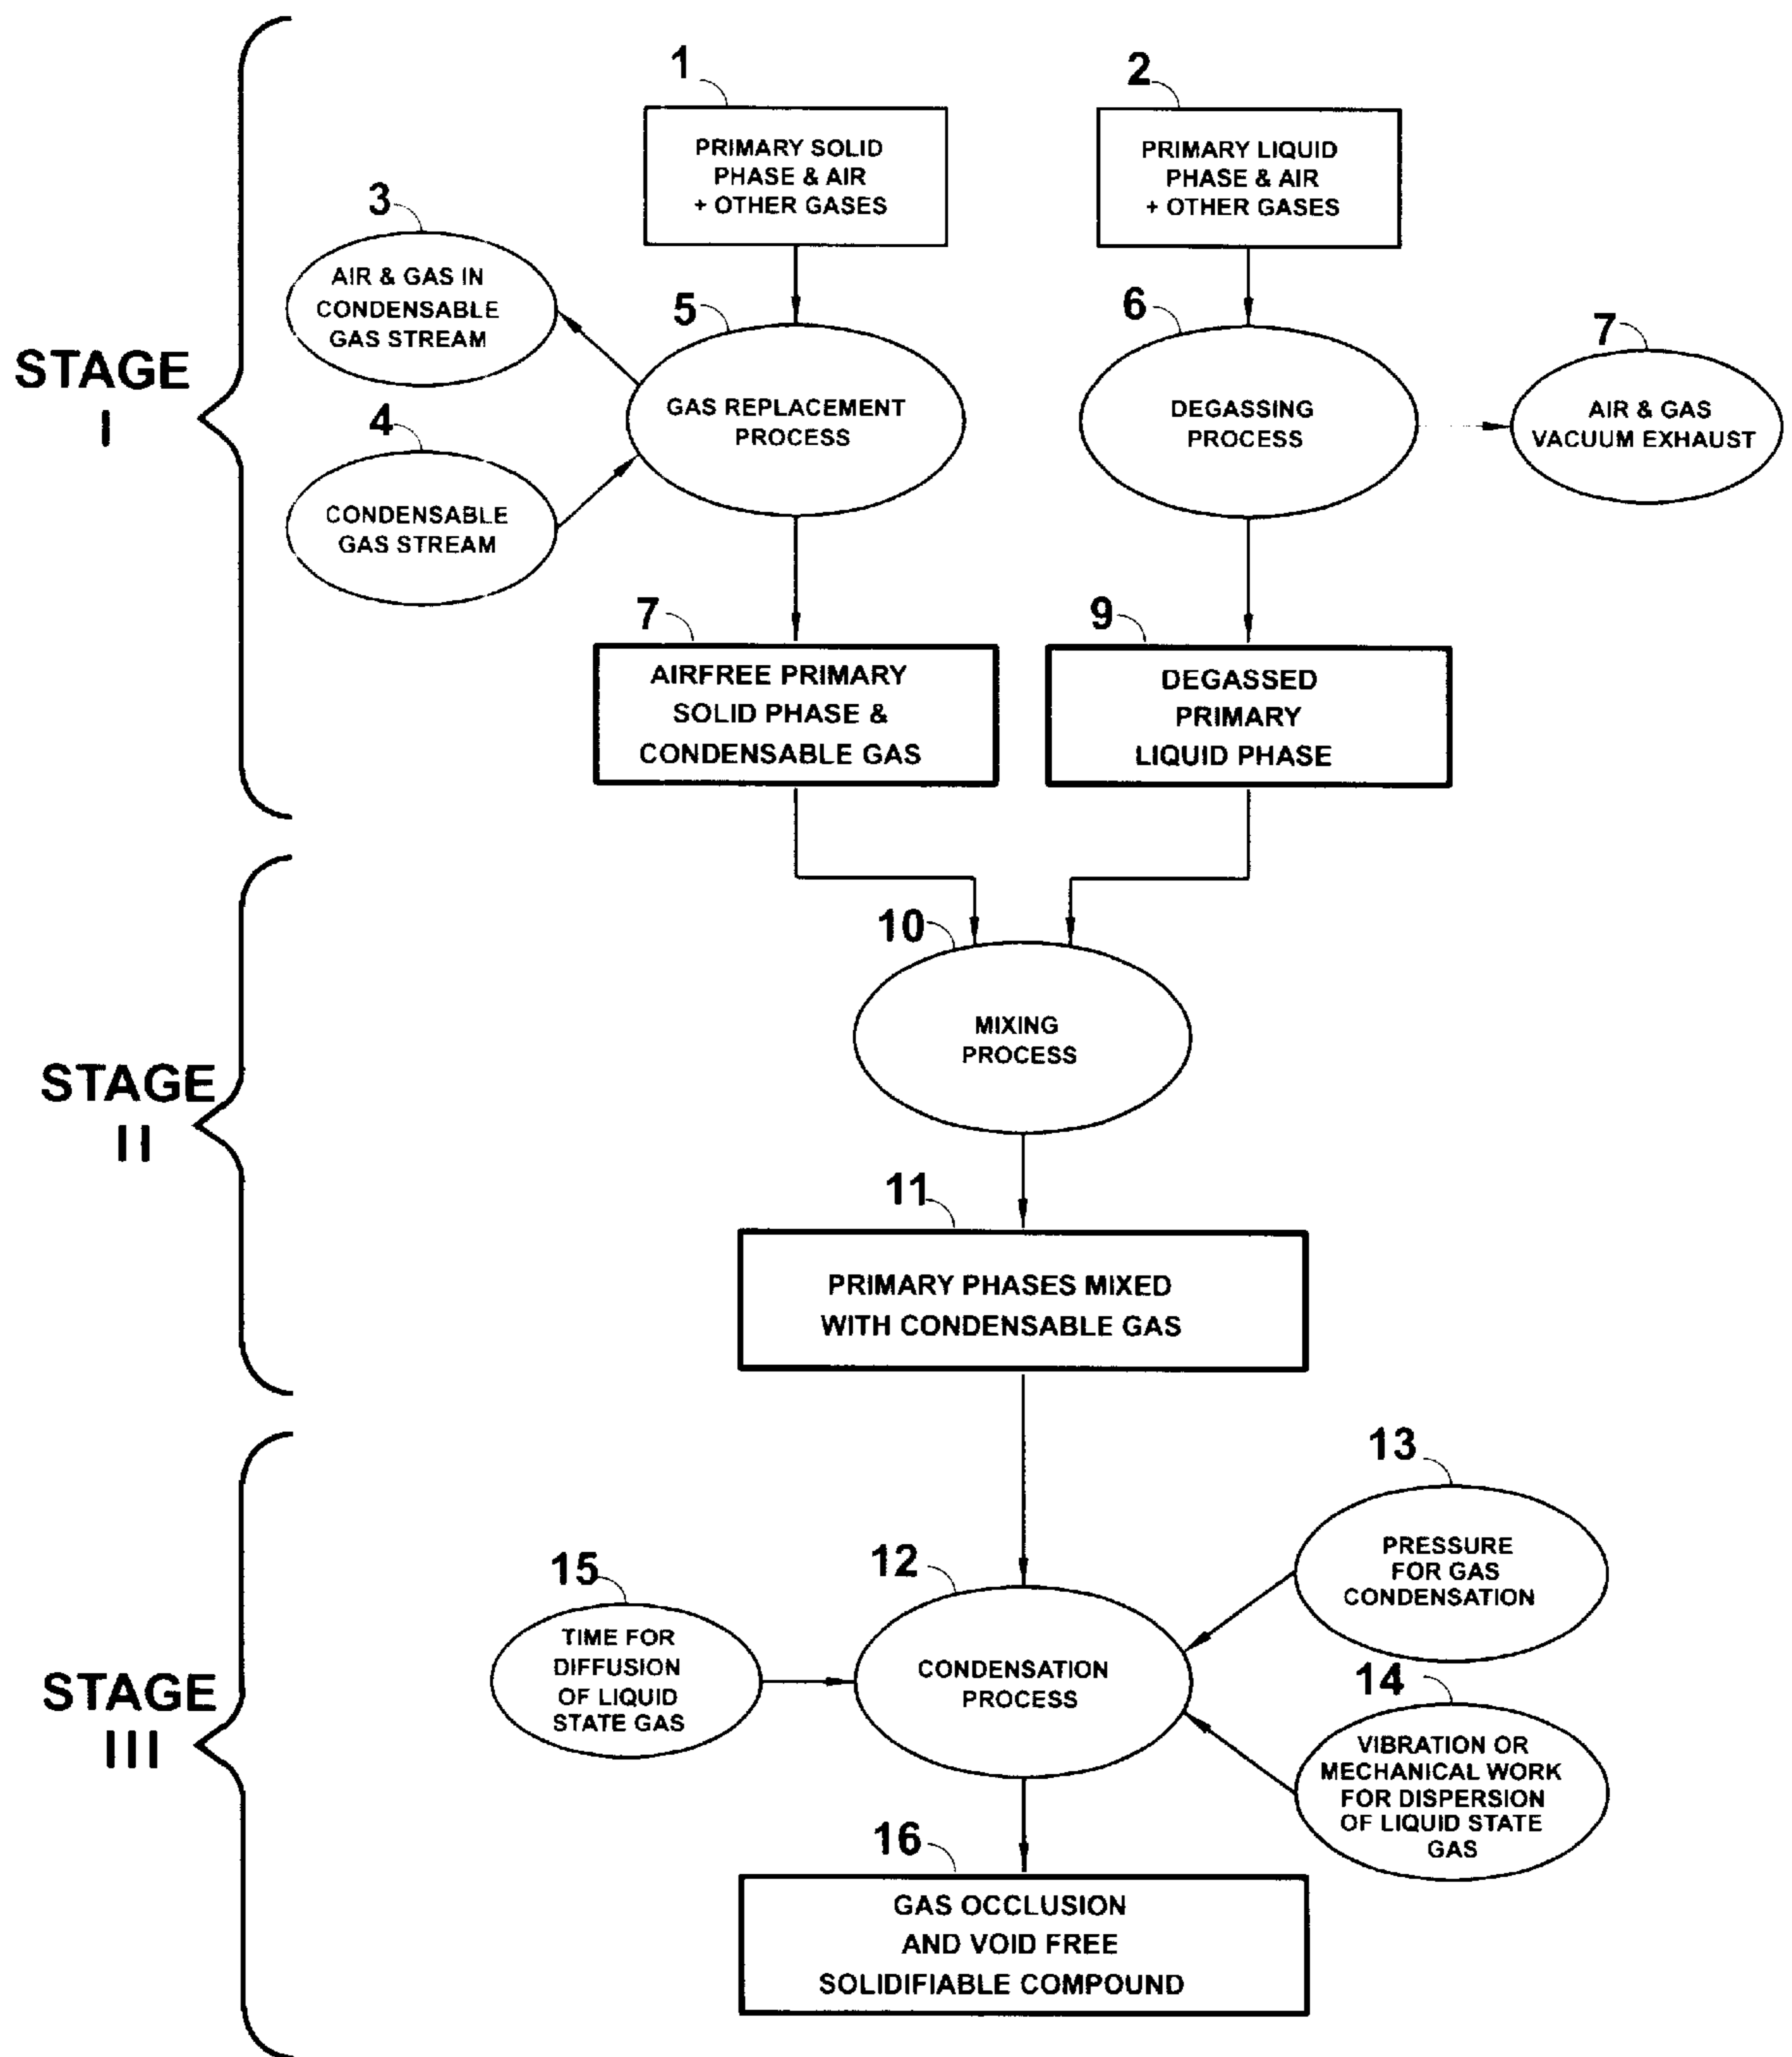 STAGE
I
1
PRIMARY SOLID
PHASE & AIR
+ OTHER GASES
2
PRIMARY LIQUID
PHASE & AIR
+ OTHER GASES
3
AIR & GAS IN
CONDENSABLE
GAS STREAM
4
CONDENSABLE
GAS STREAM
5
GAS REPLACEMENT
PROCESS
6
DEGASSING
PROCESS
7
AIR & GAS
VACUUM EXHAUST
7
AIRFREE PRIMARY
SOLID PHASE &
CONDENSABLE GAS
9
DEGASSED
PRIMARY
LIQUID PHASE
STAGE
II
10
MIXING
PROCESS
11
PRIMARY PHASES MIXED
WITH CONDENSABLE GAS
STAGE
III
12
CONDENSATION
PROCESS
13
PRESSURE
FOR GAS
CONDENSATION
14
VIBRATION OR
MECHANICAL WORK
FOR DISPERSION
OF LIQUID STATE
GAS
15
TIME FOR
DIFFUSION
OF LIQUID
STATE GAS
16
GAS OCCLUSION
AND VOID FREE
SOLIDIFIABLE COMPOUND